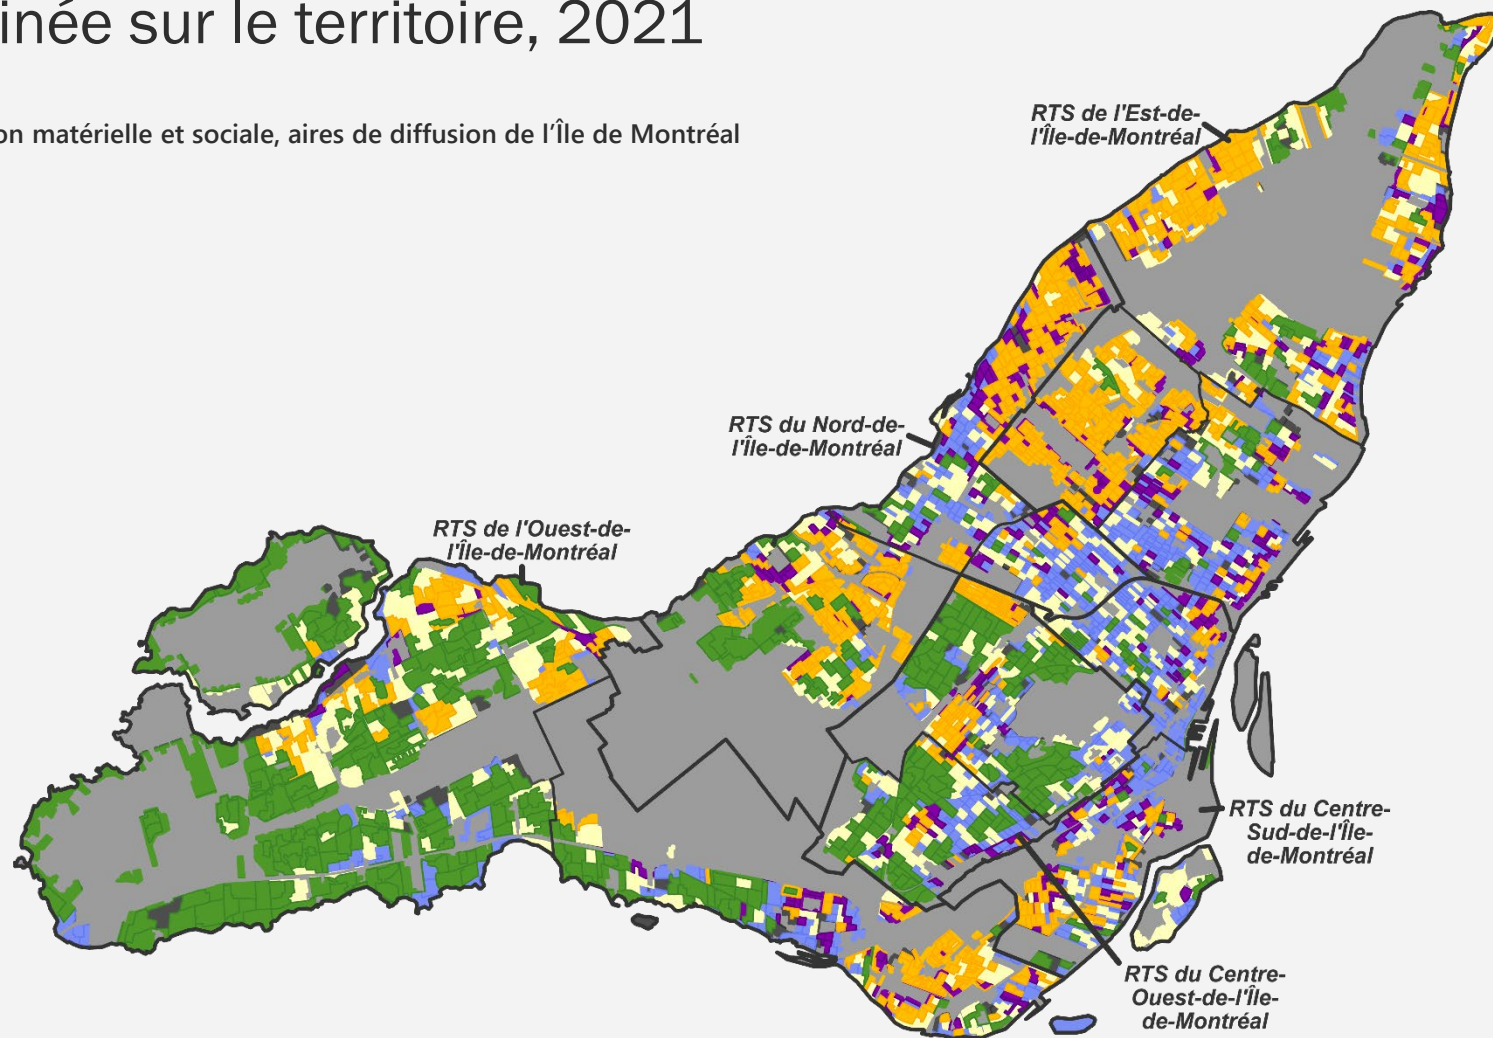 inée sur le territoire, 2021
on matérielle et sociale, aires de diffusion de l'Île de Montréal
RTS de l'Est-de-
l'Île-de-Montréal
RTS du Nord-de-
l'Île-de-Montréal
RTS de l'Ouest-de-
l'Île-de-Montréal
RTS du Centre-
Sud-de-l'Île-
de-Montréal
RTS du Centre-
Ouest-de-l'Île-
de-Montréal